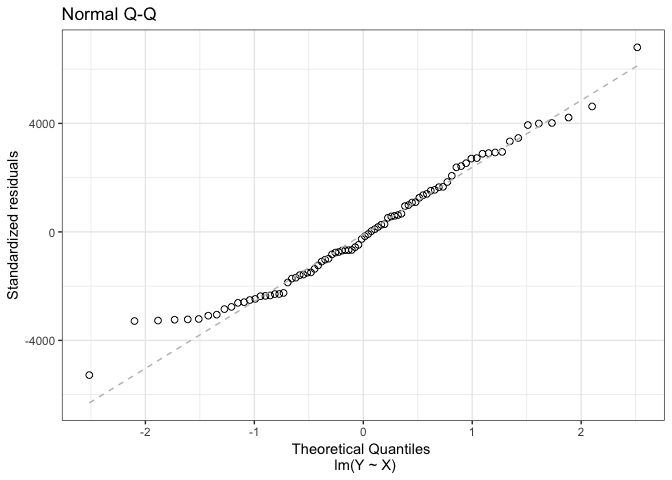 Normal Q-Q
Standardized residuals
4000
0
-4000
-2
-1
0
1
2
Theoretical Quantiles
lm(Y ~ X)